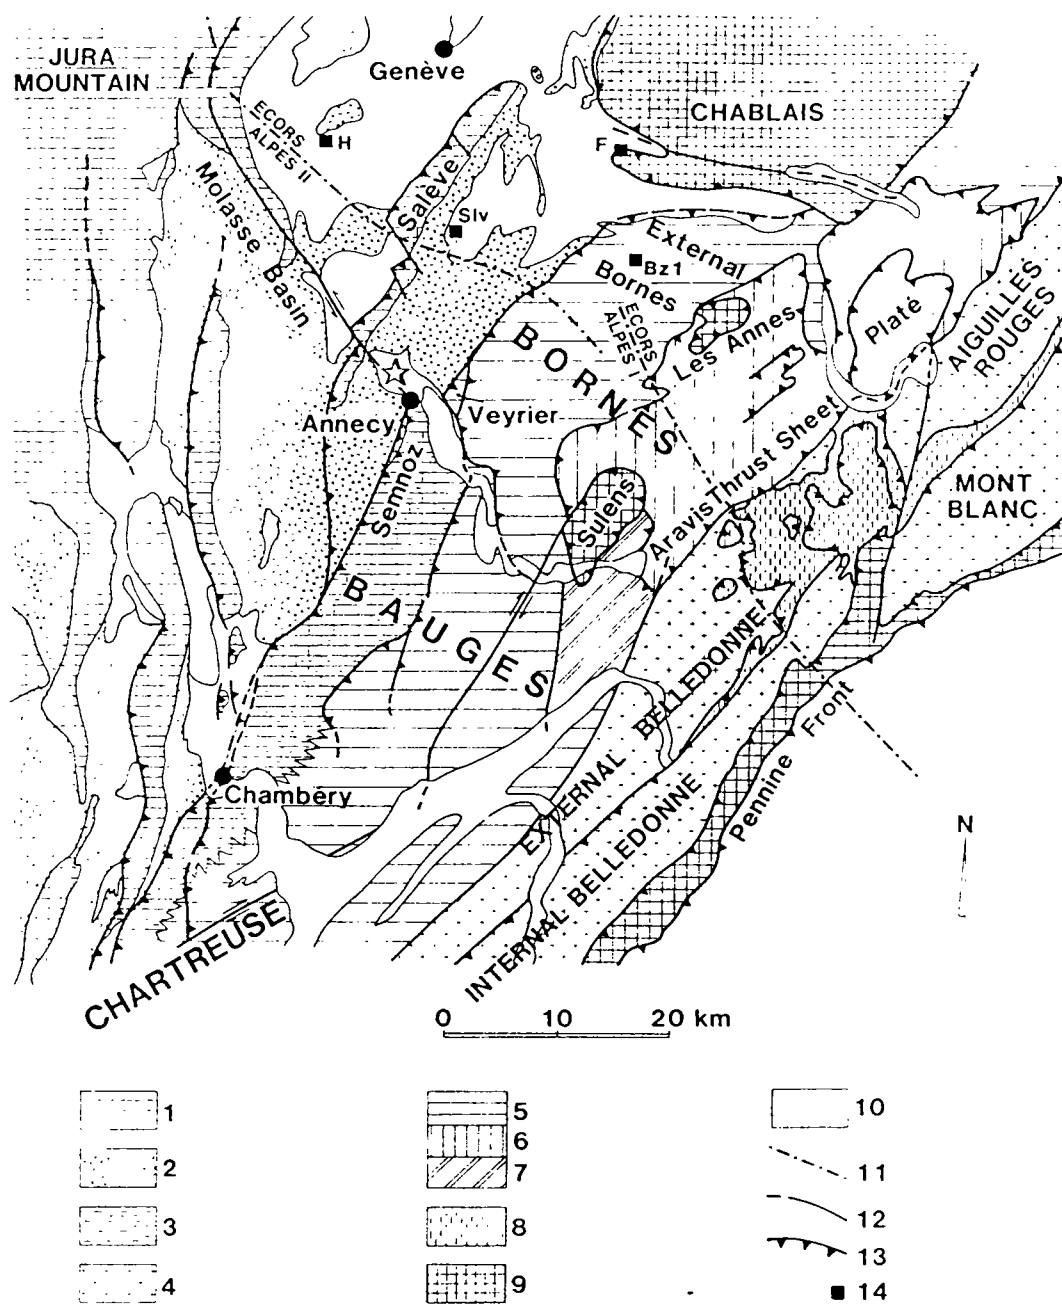 JURA
MOUNTAIN
Genève
CHABLAIS
ECORS
ALPES II
H
F
Molasse Basin
Salève
Slv
External
Bornes
Bz1
ECORS
ALPES I
Les Annes
Platé
AIGUILLES
ROUGES
BORNES
Annecy
Veyrier
Semnoz
Sulens
Aravis Thrust Sheet
MONT
BLANC
BAUGES
EXTERNAL BELLEDONNE
INTERNAL BELLEDONNE
Pennine Front
Chambéry
CHARTREUSE
N
0 10 20 km
1
2
3
4
5
6
7
8
9
10
11
12
13
14